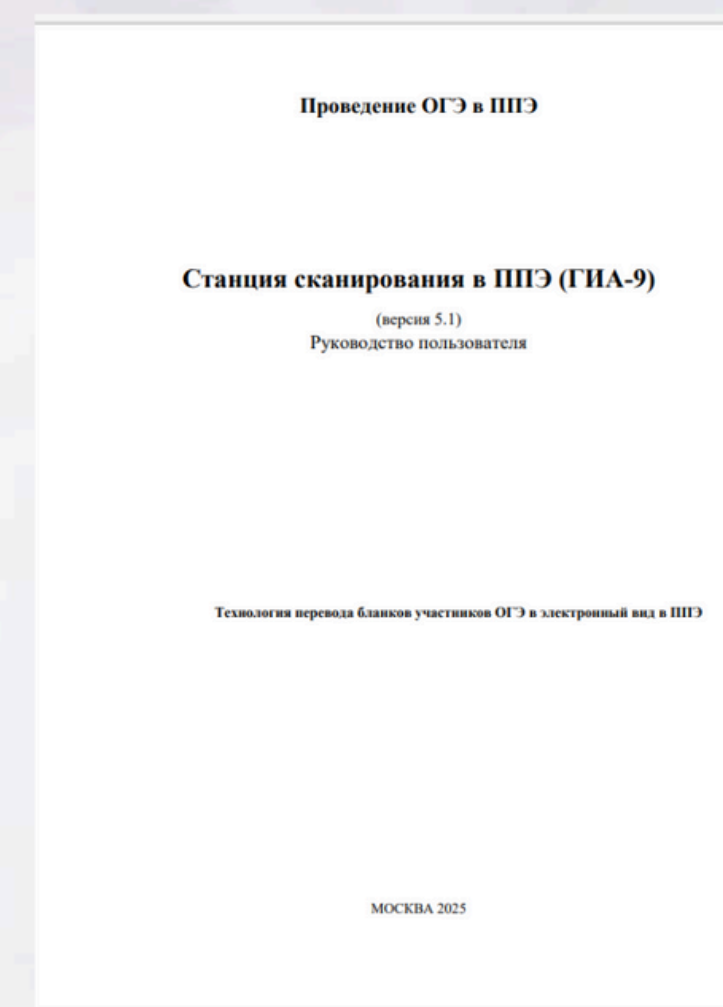 Проведение ОГЭ в ППЭ
Станция сканирования в ППЭ (ГИА-9)
(версия 5.1)
Руководство пользователя
Технология перевода бланков участников ОГЭ в электронный вид в ППЭ
МОСКВА 2025